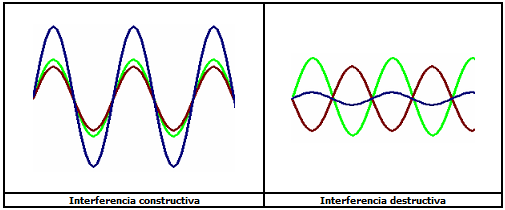 Interferencia constructiva
Interferencia destructiva